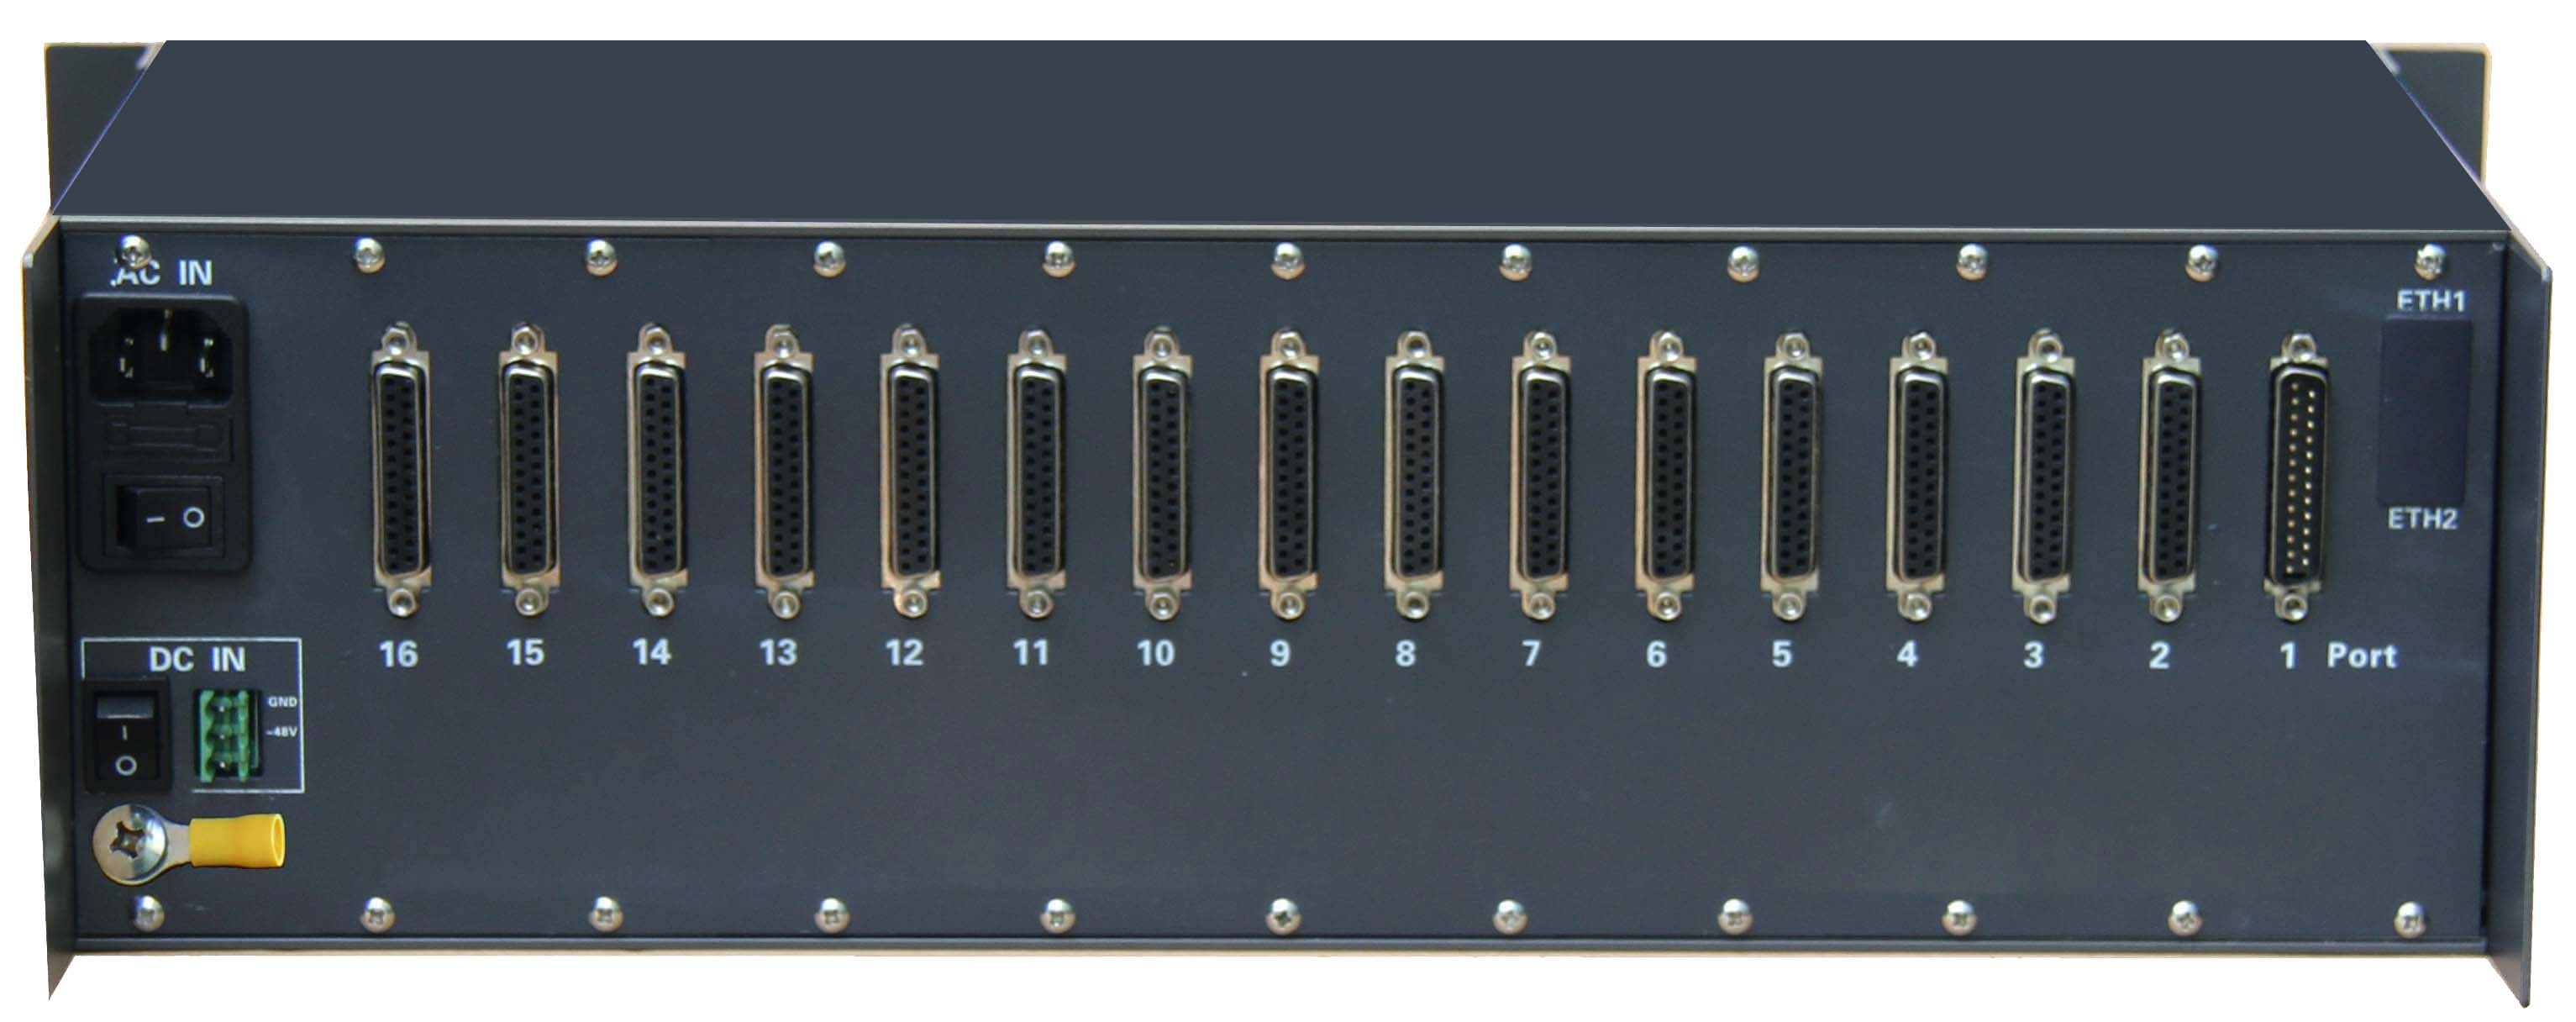 AC IN
ETH1
I O
ETH2
16 15 14 13 12 11 10 9 8 7 6 5 4 3 2 1 Port
DC IN
GND
-48V
I
O